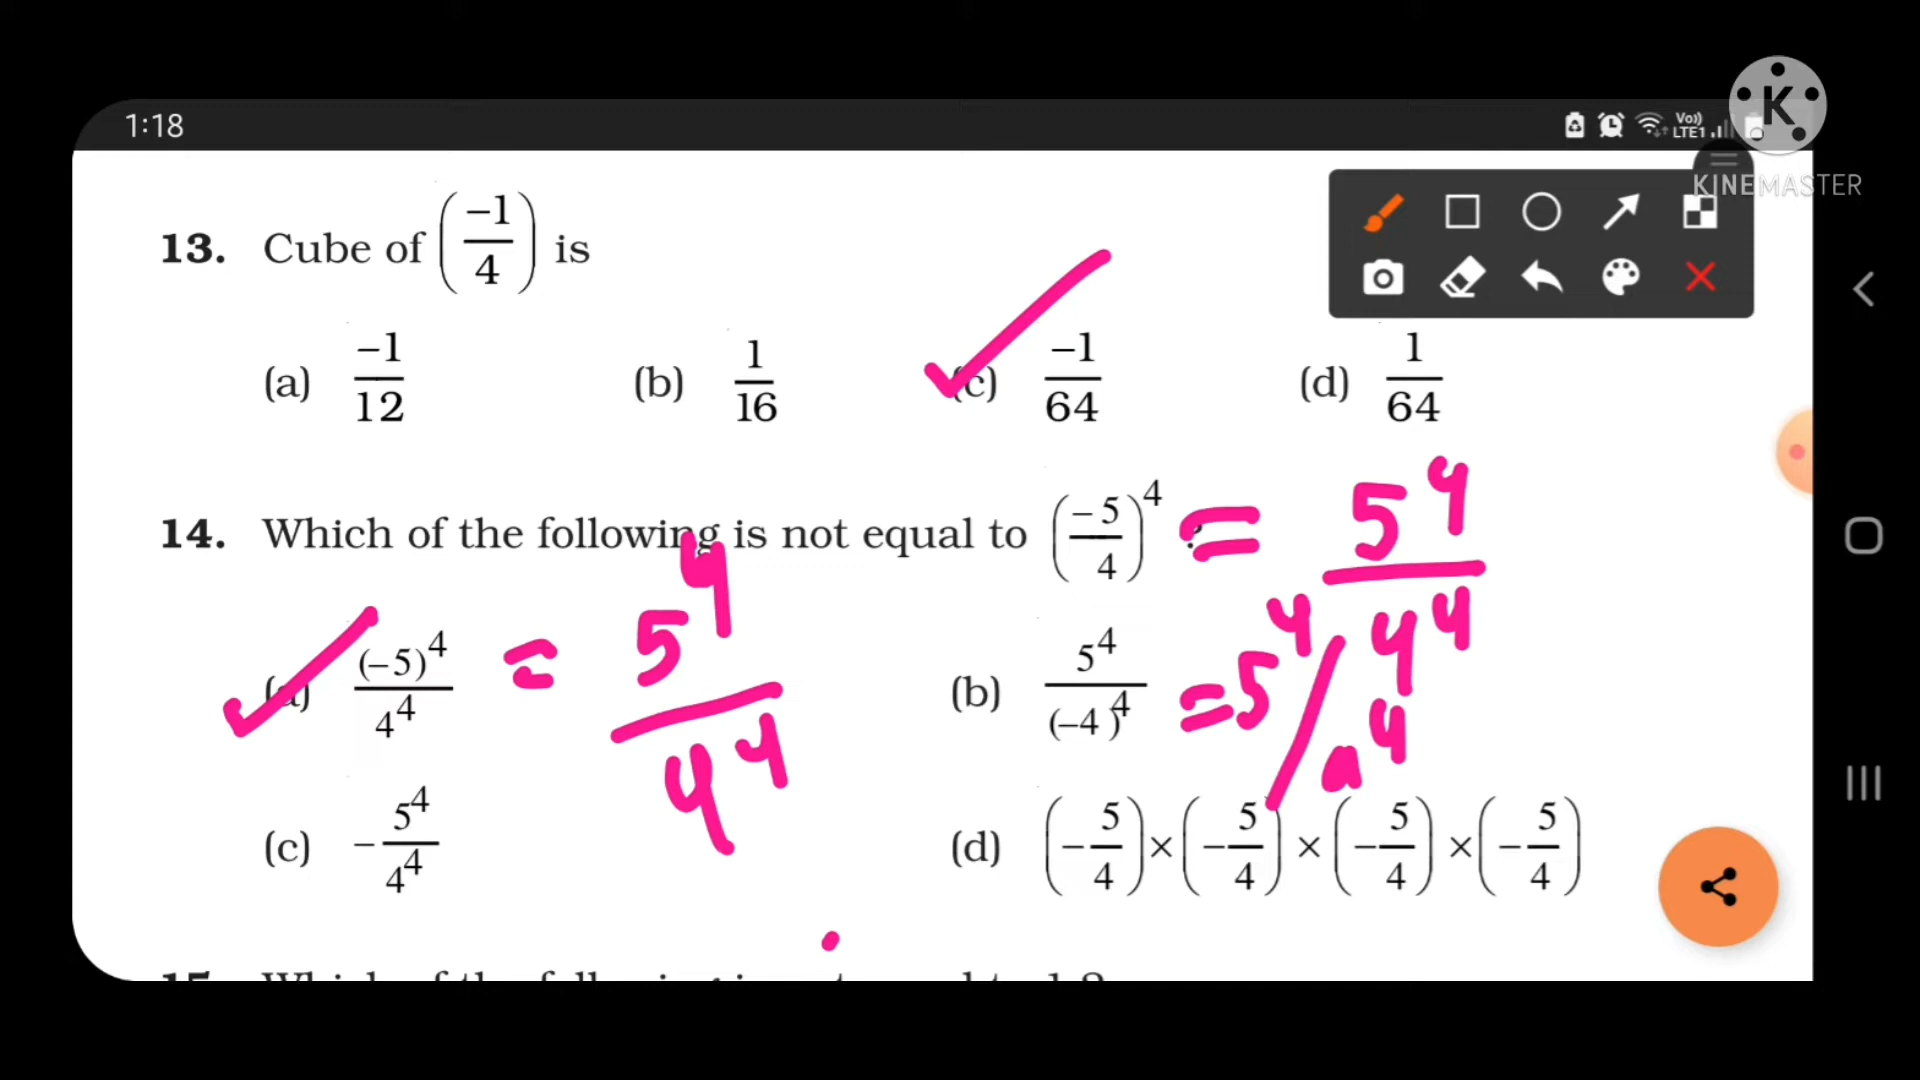 1:18
Vo)) LTE1
K
KINEMASTER
13. Cube of (-1/4) is
(a) -1/12 (b) 1/16 (c) -1/64 (d) 1/64
14. Which of the following is not equal to (-5/4)^4 ? = 5^4/4^4
(a) (-5)^4/4^4 = 5^4/4^4 (b) 5^4/(-4)^4 = 5^4/
(c) -5^4/4^4 (d) (-5/4)×(-5/4)×(-5/4)×(-5/4)